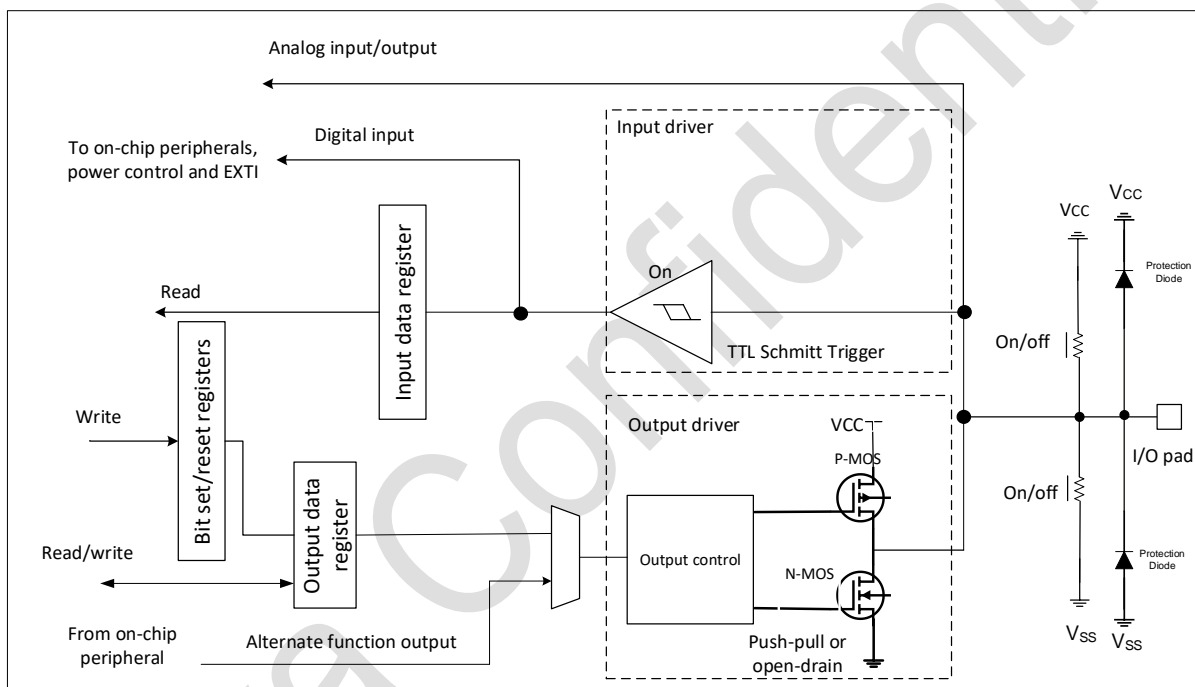 Analog input/output
Digital input
To on-chip peripherals,
power control and EXTI
Read
Input data register
Input driver
On
TTL Schmitt Trigger
Write
Bit set/reset registers
Read/write
Output data
register
From on-chip
peripheral
Alternate function output
Output driver
Output control
VCC
P-MOS
N-MOS
Push-pull or
open-drain
VCC
VCC
Protection
Diode
On/off
I/O pad
On/off
Protection
Diode
VSS
VSS
a Confidenti